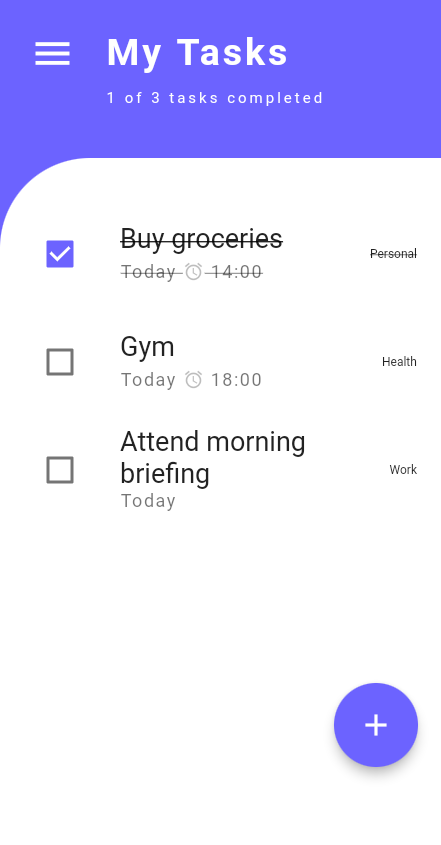 My Tasks
1 of 3 tasks completed
Buy groceries
Today 14:00
Personal
Gym
Today 18:00
Health
Attend morning
briefing
Today
Work